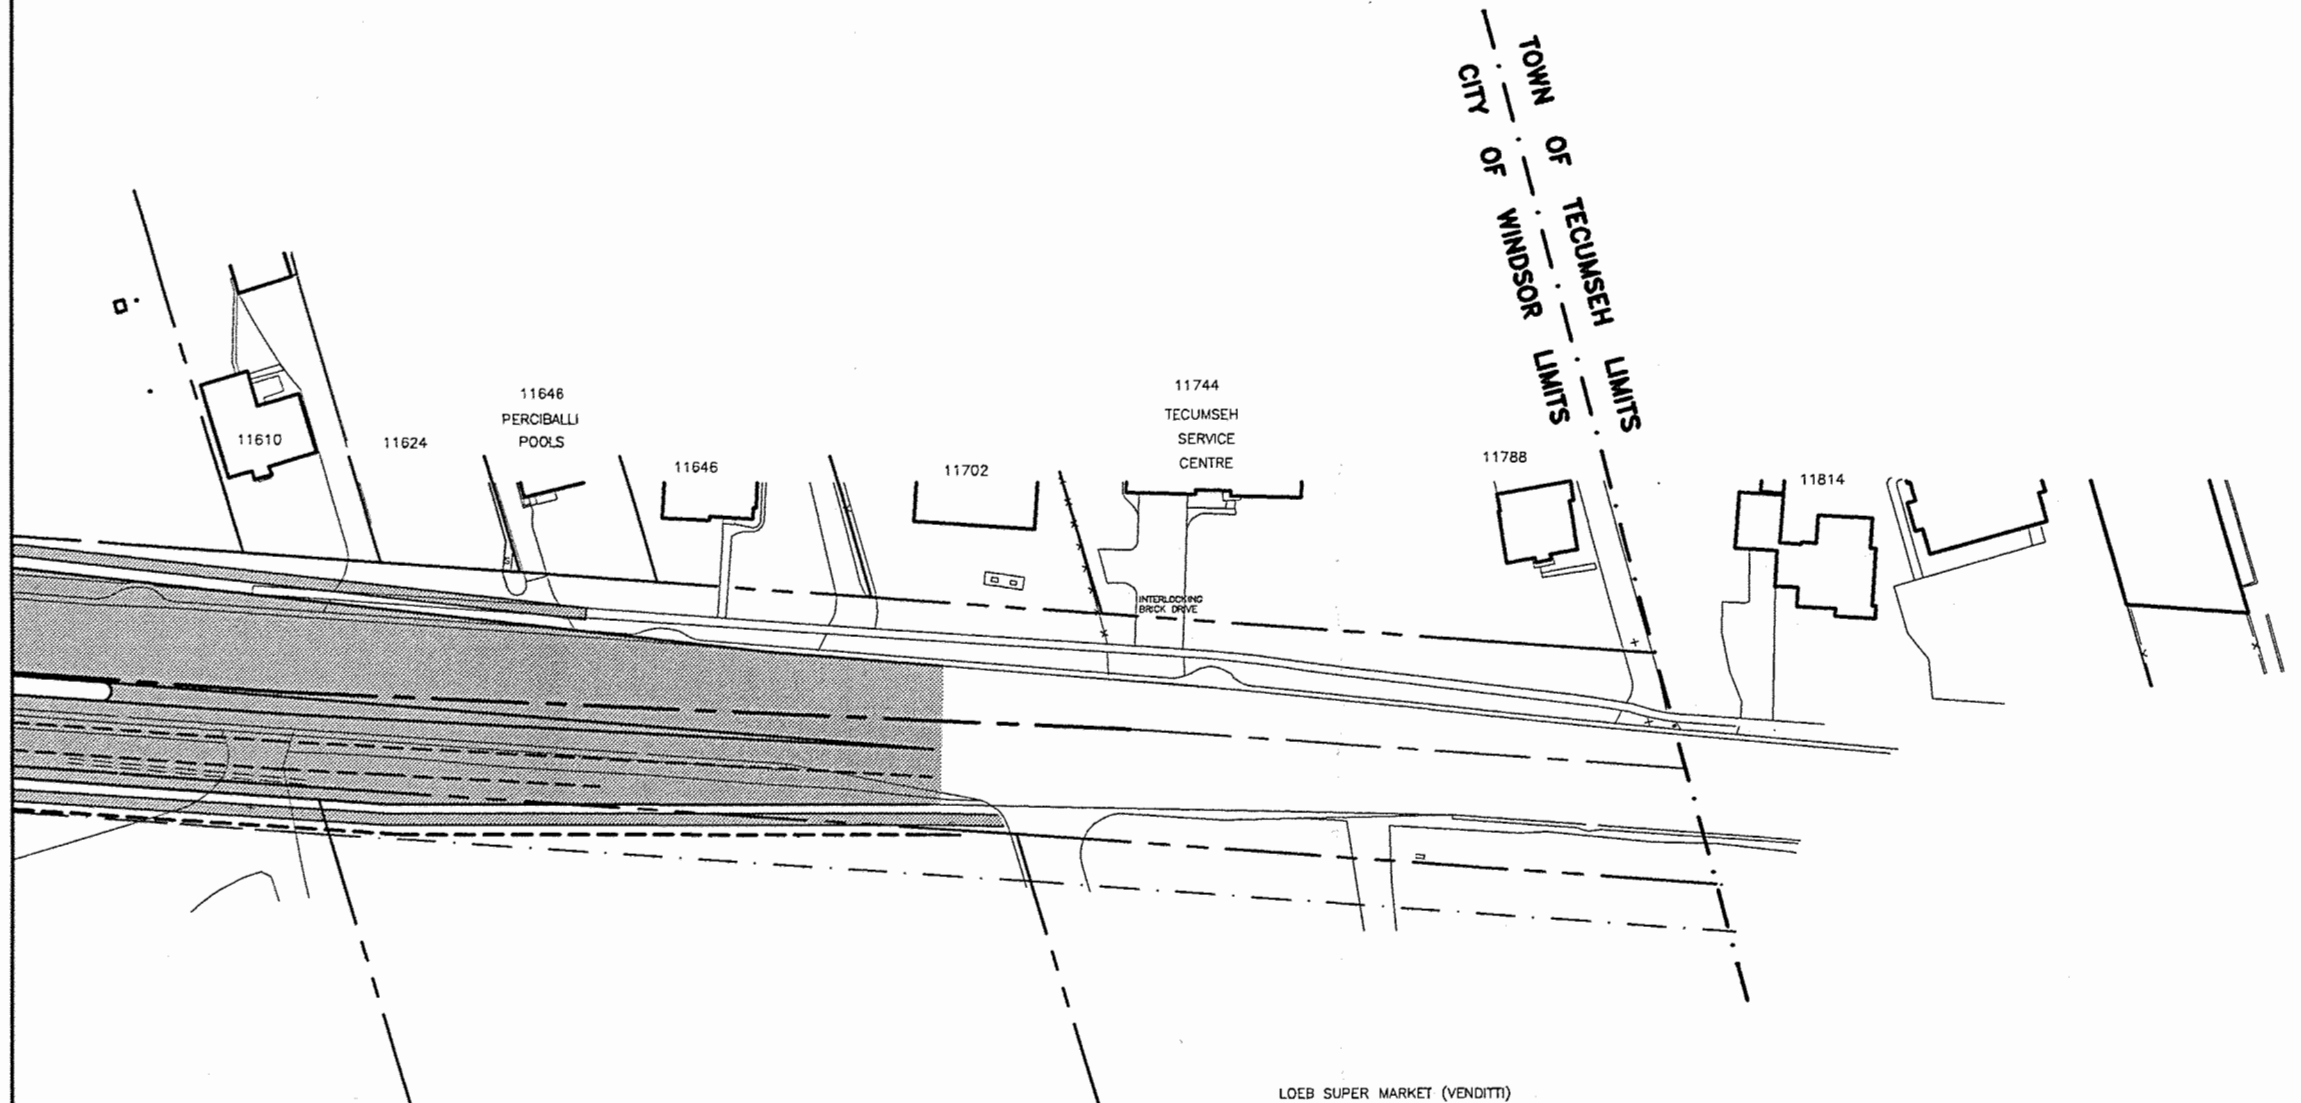 TOWN OF TECUMSEH LIMITS
CITY OF WINDSOR LIMITS
11610
11624
11646
PERCIBALLI
POOLS
11646
11702
11744
TECUMSEH
SERVICE
CENTRE
INTERLOCKING
BRICK DRIVE
11788
11814
LOEB SUPER MARKET (VENDITTI)